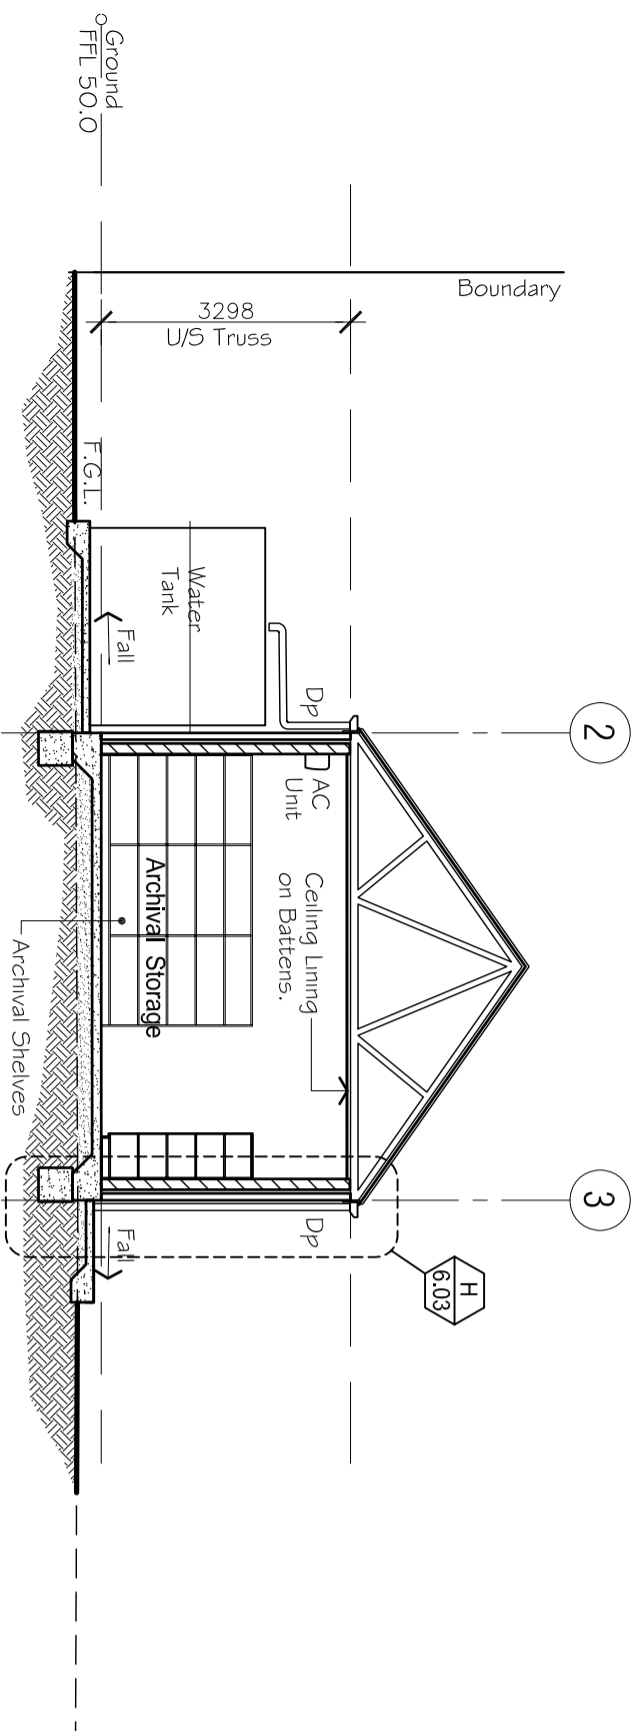 2
3
Boundary
H
6.03
3298
U/S Truss
Dp
AC
Unit
Ceiling Lining
on Battens.
Dp
Water
Tank
Archival Storage
Fall
Fall
Ground
FFL 50.0
F.G.L.
Archival Shelves